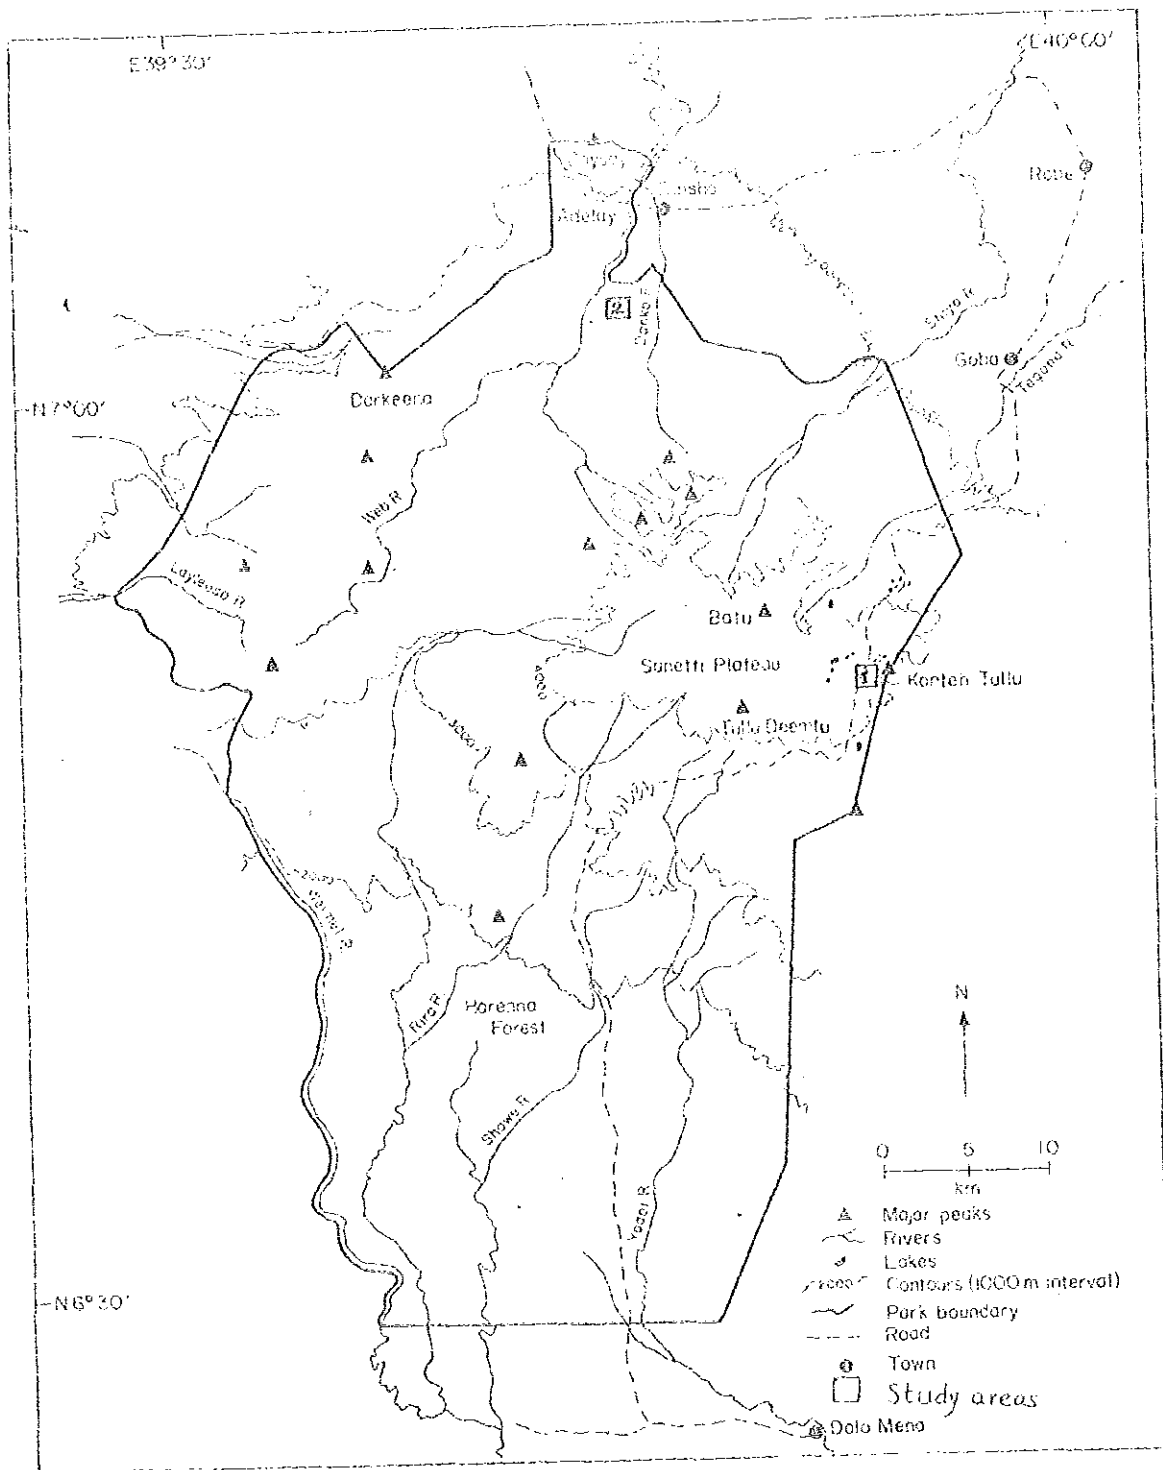 E39°30'
E40°00'
Robe
Adelay
2
Shaya R
Goba
Tegona R
N7°00'
Darkeena
Web R
Layleeso R
Batu
4000
Sanetti Plateau
1
Konteh Tullu
Tullu Deemtu
3000
2000
Harenna
Forest
Shawe R
Yadot R
N
0 5 10
km
Major peaks
Rivers
Lakes
Contours (1000 m interval)
Park boundary
Road
Town
Study areas
N6°30'
Dolo Mena